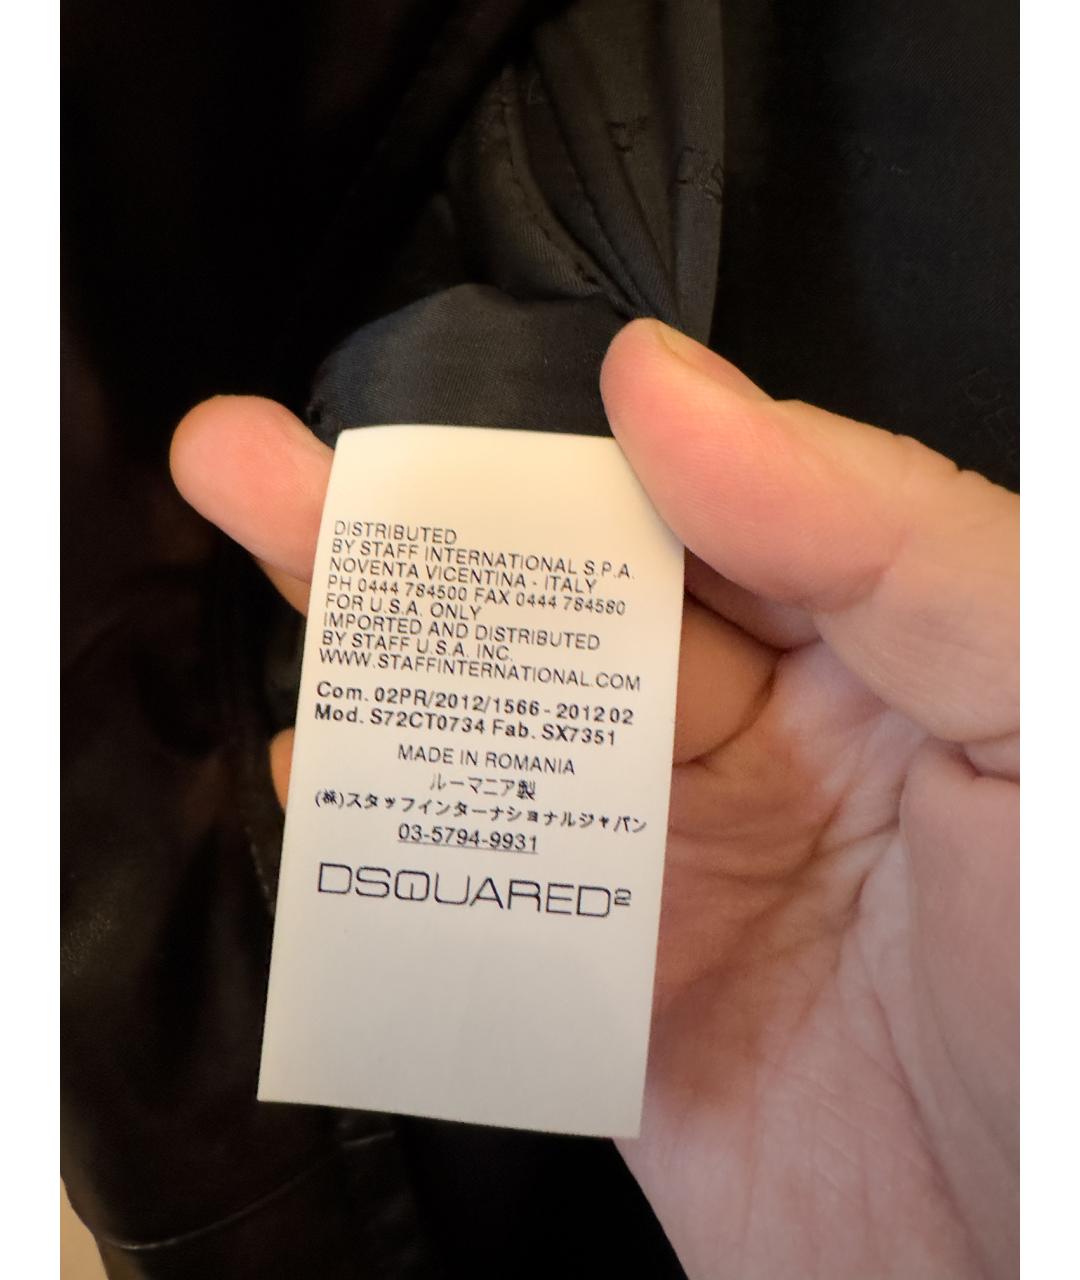 DISTRIBUTED
BY STAFF INTERNATIONAL S.P.A.
NOVENTA VICENTINA - ITALY
PH 0444 784500 FAX 0444 784580
FOR U.S.A. ONLY
IMPORTED AND DISTRIBUTED
BY STAFF U.S.A. INC.
WWW.STAFFINTERNATIONAL.COM
Com. 02PR/2012/1566 - 2012 02
Mod. S72CT0734 Fab. SX7351
MADE IN ROMANIA
ルーマニア製
(株)スタッフインターナショナルジャパン
03-5794-9931
DSQUARED2